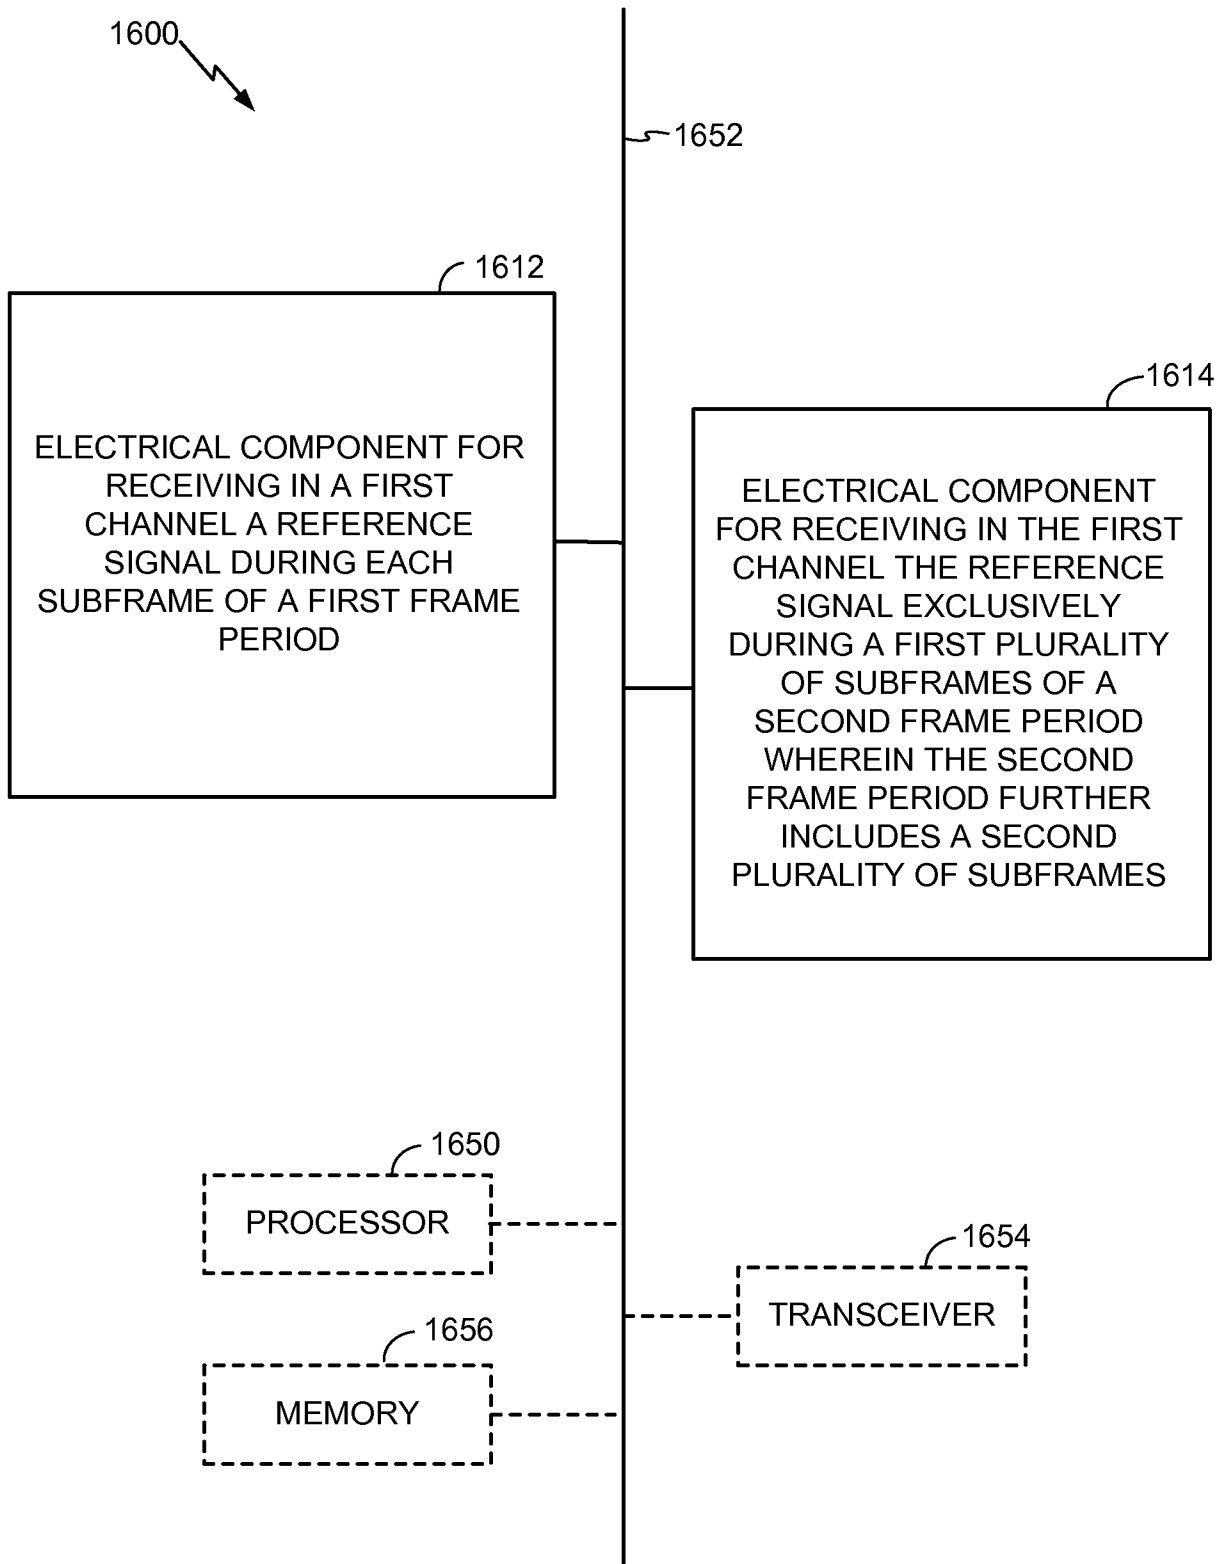 1600
1652
1612
ELECTRICAL COMPONENT FOR
RECEIVING IN A FIRST
CHANNEL A REFERENCE
SIGNAL DURING EACH
SUBFRAME OF A FIRST FRAME
PERIOD
1614
ELECTRICAL COMPONENT
FOR RECEIVING IN THE FIRST
CHANNEL THE REFERENCE
SIGNAL EXCLUSIVELY
DURING A FIRST PLURALITY
OF SUBFRAMES OF A
SECOND FRAME PERIOD
WHEREIN THE SECOND
FRAME PERIOD FURTHER
INCLUDES A SECOND
PLURALITY OF SUBFRAMES
1650
PROCESSOR
1654
TRANSCEIVER
1656
MEMORY